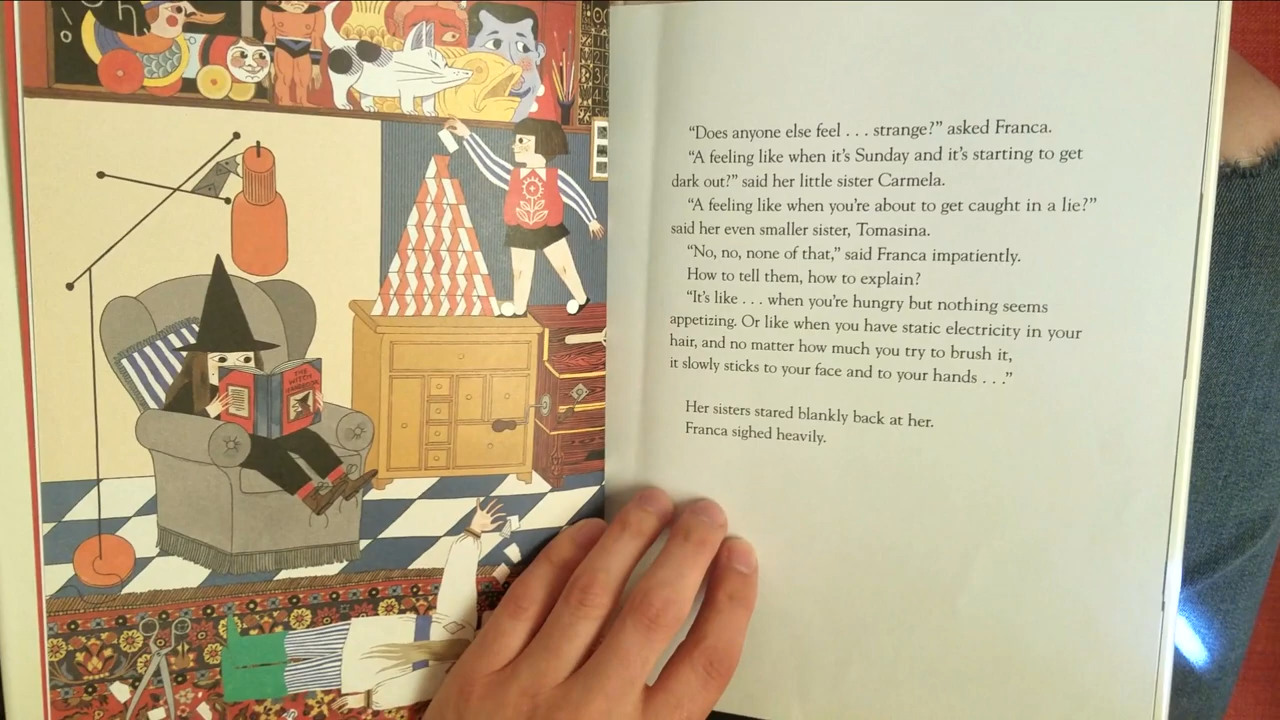 THE
WITCH
HANDBOOK
“Does anyone else feel . . . strange?” asked Franca.
“A feeling like when it’s Sunday and it’s starting to get
dark out?” said her little sister Carmela.
“A feeling like when you’re about to get caught in a lie?”
said her even smaller sister, Tomasina.
“No, no, none of that,” said Franca impatiently.
How to tell them, how to explain?
“It’s like . . . when you’re hungry but nothing seems
appetizing. Or like when you have static electricity in your
hair, and no matter how much you try to brush it,
it slowly sticks to your face and to your hands . . .”
Her sisters stared blankly back at her.
Franca sighed heavily.